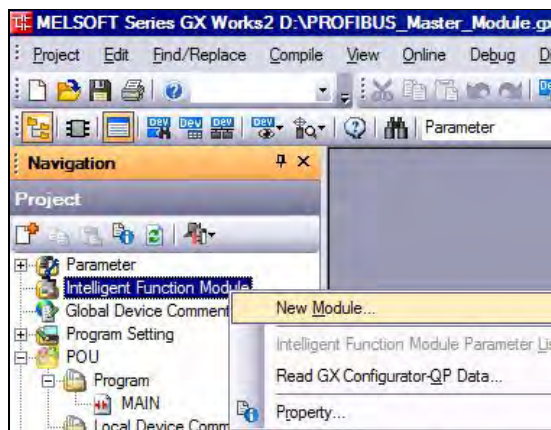 MELSOFT Series GX Works2 D:\PROFIBUS_Master_Module.gx
Project Edit Find/Replace Compile View Online Debug
Parameter
Navigation
Project
Parameter
Intelligent Function Module
Global Device Comment
Program Setting
POU
Program
MAIN
Local Device Comm
New Module...
Intelligent Function Module Parameter Lis
Read GX Configurator-QP Data...
Property...